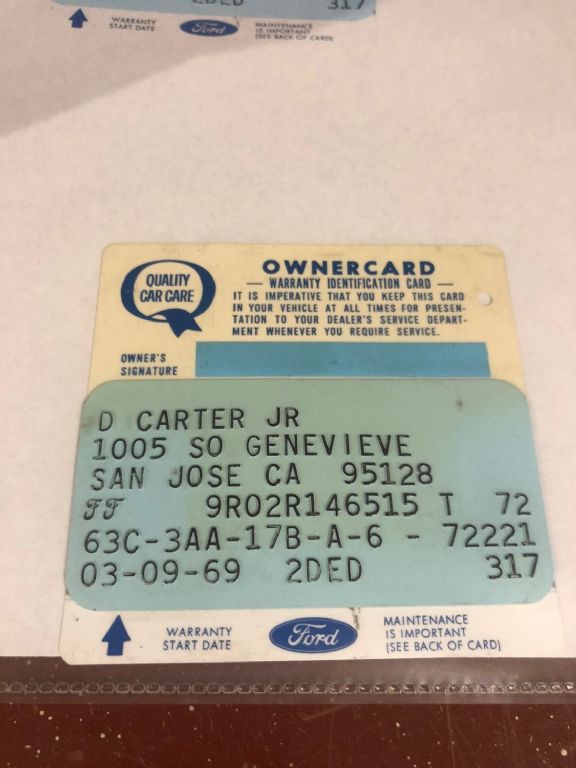 2DED 317
WARRANTY
START DATE
Ford
MAINTENANCE
IS IMPORTANT
(SEE BACK OF CARD)
QUALITY
CAR CARE
OWNERCARD
— WARRANTY IDENTIFICATION CARD —
IT IS IMPERATIVE THAT YOU KEEP THIS CARD
IN YOUR VEHICLE AT ALL TIMES FOR PRESEN-
TATION TO YOUR DEALER'S SERVICE DEPART-
MENT WHENEVER YOU REQUIRE SERVICE.
OWNER'S
SIGNATURE
D CARTER JR
1005 SO GENEVIEVE
SAN JOSE CA 95128
FF 9R02R146515 T 72
63C-3AA-17B-A-6 - 72221
03-09-69 2DED 317
WARRANTY
START DATE
Ford
MAINTENANCE
IS IMPORTANT
(SEE BACK OF CARD)